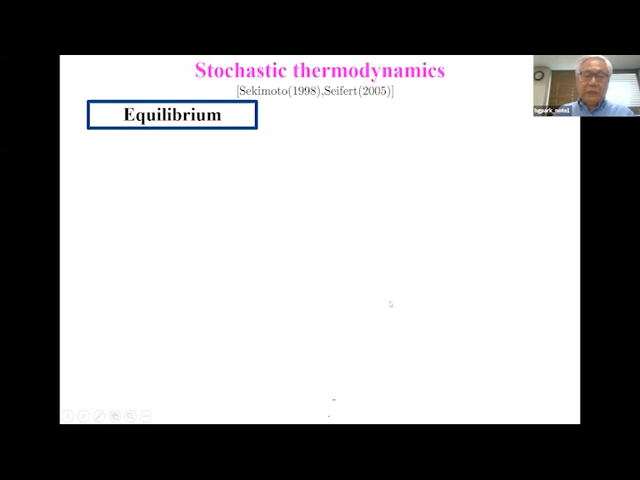 Stochastic thermodynamics
[Sekimoto(1998),Seifert(2005)]
Equilibrium